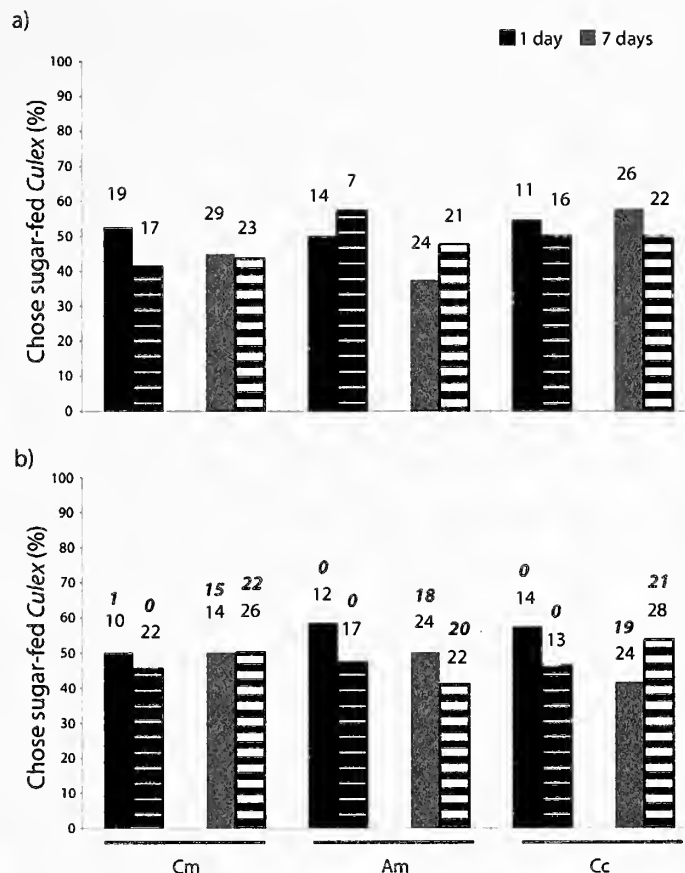 a)
1 day 7 days
Chose sugar-fed Culex (%)
100
90
80
70
60
50
40
30
20
10
0
19 17 29 23 14 7 24 21 11 16 26 22
b)
Chose sugar-fed Culex (%)
100
90
80
70
60
50
40
30
20
10
0
1 0 15 22 0 0 18 20 0 0 19 21
10 22 14 26 12 17 24 22 14 13 24 28
Cm Am Cc